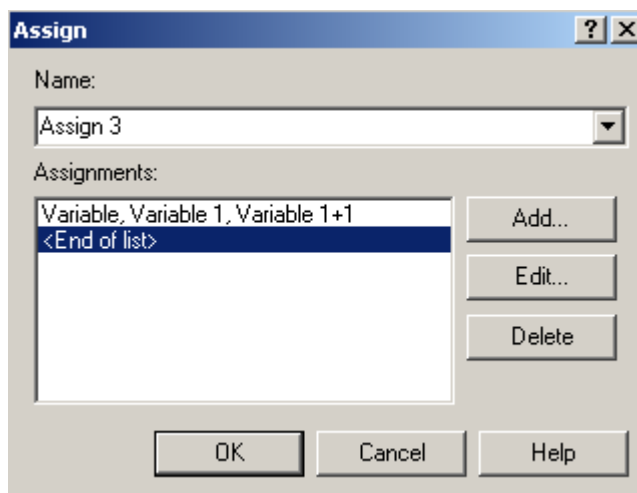 Assign
Name:
Assign 3
Assignments:
Variable, Variable 1, Variable 1+1
<End of list>
Add...
Edit...
Delete
OK
Cancel
Help